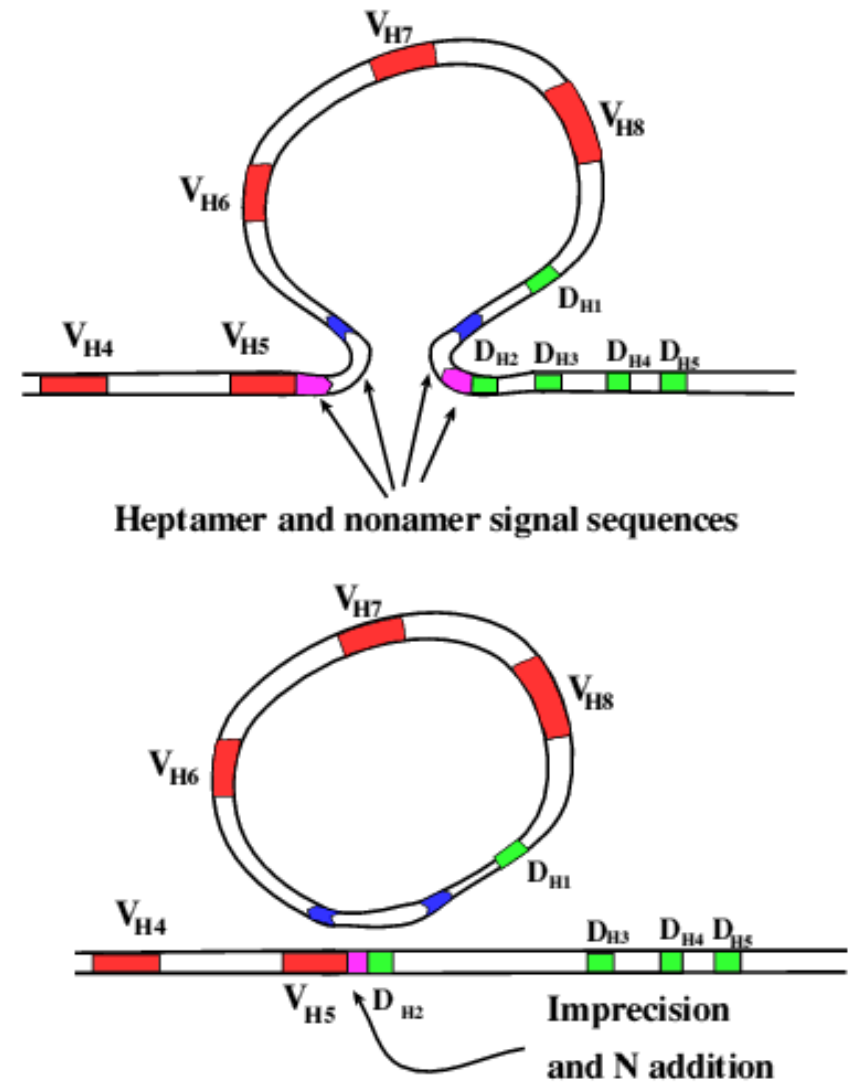 VH7
VH8
VH6
DH1
VH4 VH5 DH2 DH3 DH4 DH5
Heptamer and nonamer signal sequences
VH7
VH8
VH6
DH1
VH4 DH3 DH4 DH5
VH5 D H2 Imprecision
and N addition